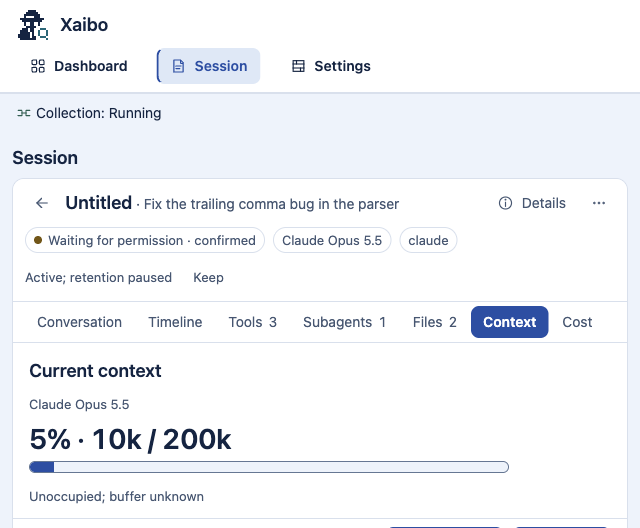 Xaibo
Dashboard Session Settings
Collection: Running
Session
Untitled · Fix the trailing comma bug in the parser Details ···
Waiting for permission · confirmed Claude Opus 5.5 claude
Active; retention paused Keep
Conversation Timeline Tools 3 Subagents 1 Files 2 Context Cost
Current context
Claude Opus 5.5
5% · 10k / 200k
Unoccupied; buffer unknown